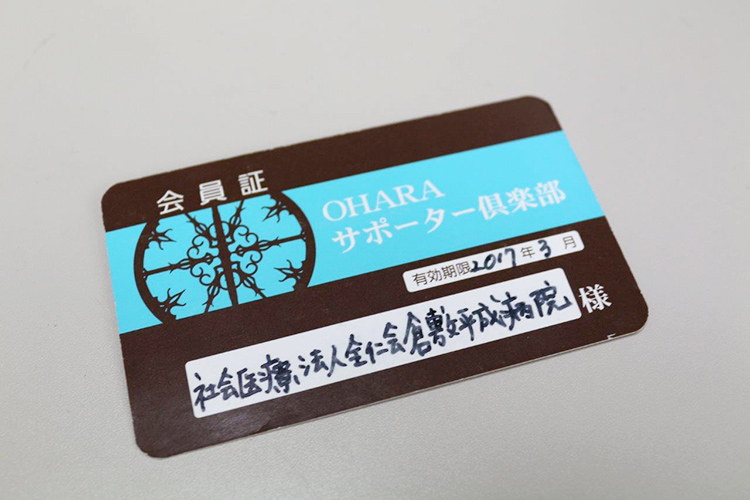 会員証
OHARA
サポーター倶楽部
有効期限2017年3月
社会医療法人全仁会倉敷平成病院 様